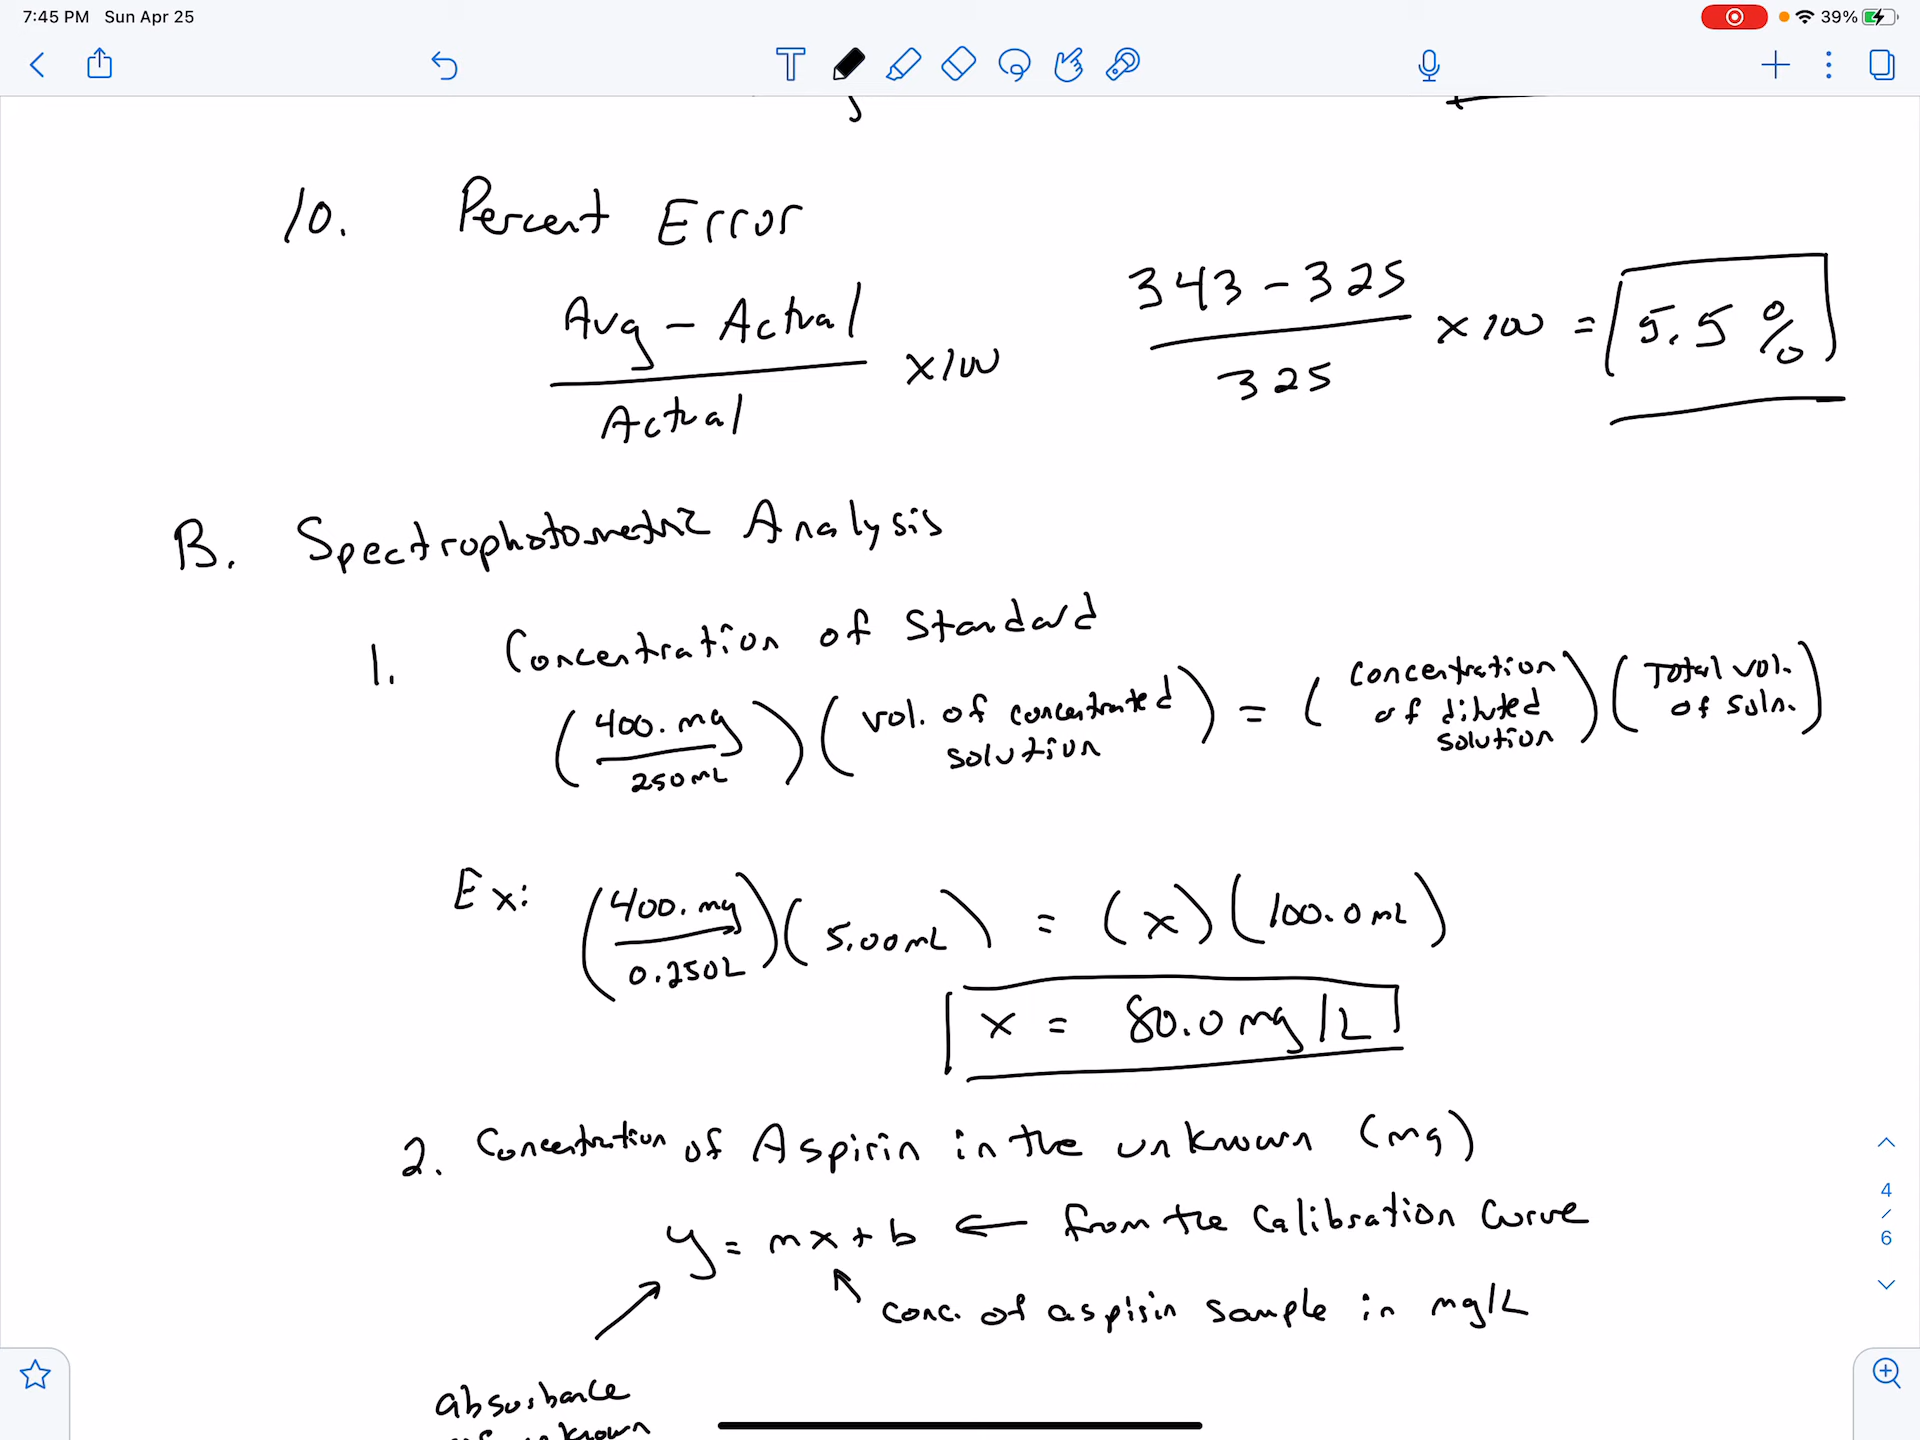 7:45 PM Sun Apr 25
39%
T
10. Percent Error
Avg - Actual / Actual x100
343 - 325 / 325 x 100 = 5.5 %
B. Spectrophotometric Analysis
1. Concentration of Standard
(400. mg / 250 mL) (vol. of concentrated solution) = (concentration of diluted solution) (Total vol. of soln.)
Ex: (400. mg / 0.250L) (5.00mL) = (x) (100.0 mL)
x = 80.0 mg/L
2. Concentration of Aspirin in the unknown (mg)
y = mx + b ← from the Calibration Curve
conc. of aspirin sample in mg/L
absorbance
unknown
4
/
6